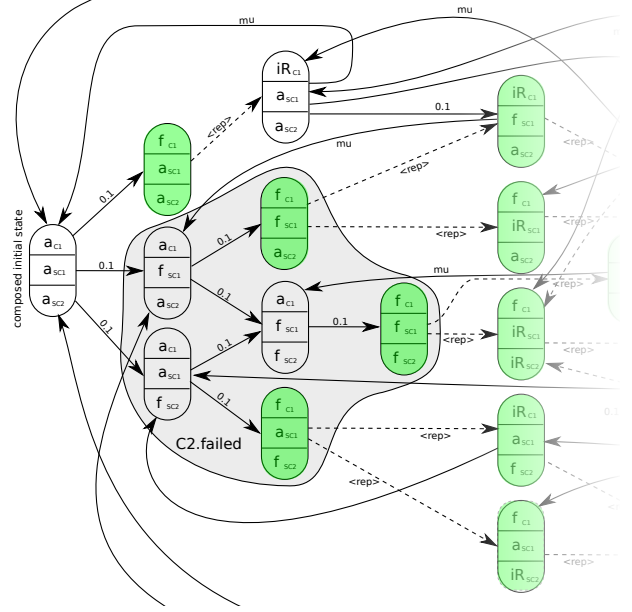 mu
mu
iR C1
a SC1
a SC2
0.1
iR C1
f SC1
a SC2
<rep>
<rep>
f C1
a SC1
a SC2
mu
<rep>
0.1
composed initial state
a C1
a SC1
a SC2
0.1
0.1
a C1
f SC1
a SC2
0.1
0.1
f C1
f SC1
a SC2
<rep>
f C1
iR SC1
a SC2
<rep>
a C1
f SC1
f SC2
mu
0.1
f C1
f SC1
f SC2
<rep>
<rep>
f C1
iR SC1
iR SC2
<rep>
a C1
a SC1
f SC2
0.1
0.1
C2.failed
f C1
a SC1
f SC2
<rep>
<rep>
iR C1
a SC1
f SC2
0.1
f C1
a SC1
iR SC2
<rep>